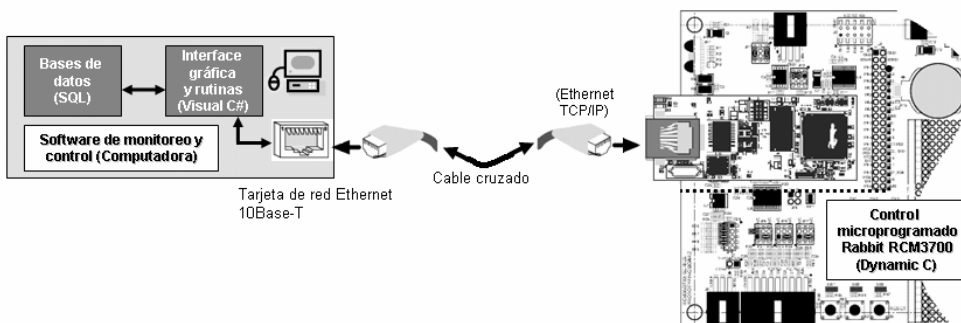 Bases de
datos
(SQL)
Interface
gráfica
y rutinas
(Visual C#)
Software de monitoreo y
control (Computadora)
Tarjeta de red Ethernet
10Base-T
Cable cruzado
(Ethernet
TCP/IP)
Control
microprogramado
Rabbit RCM3700
(Dynamic C)